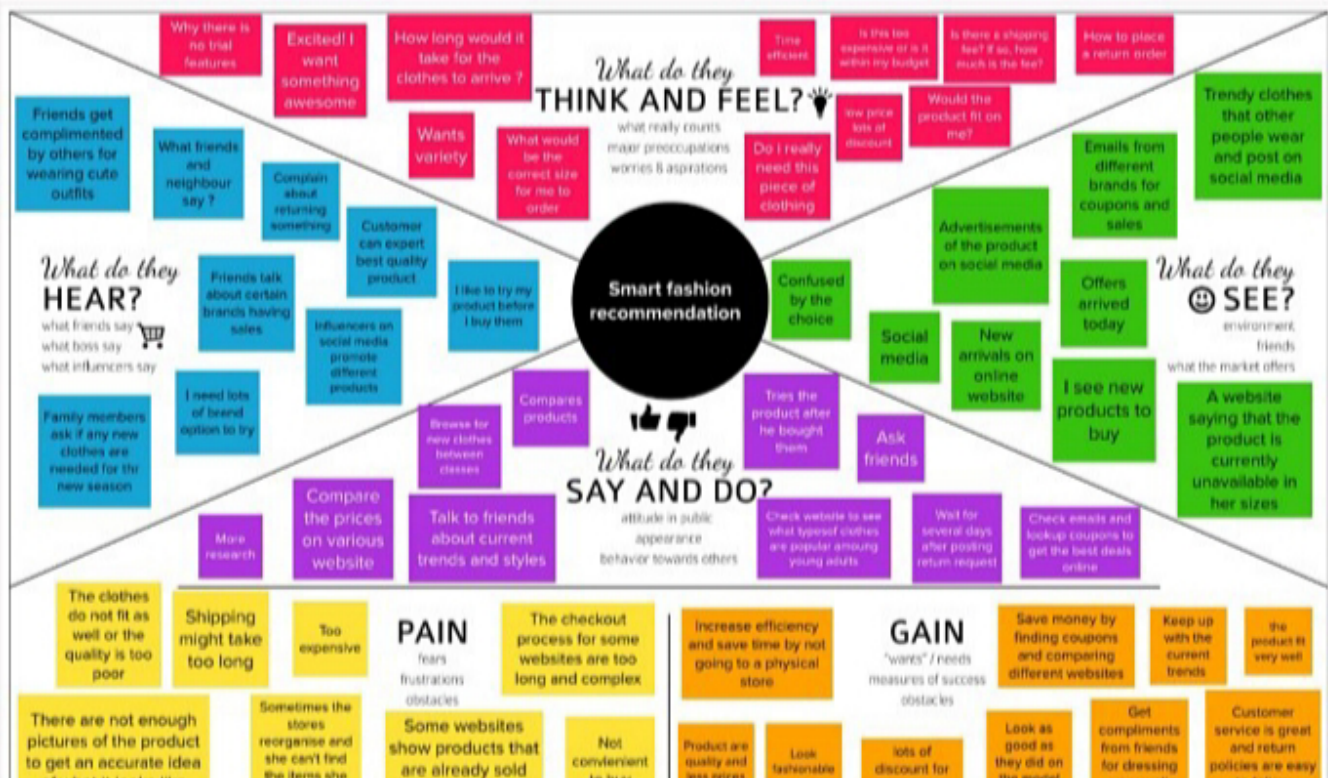 Why there is
no trial
features
Excited! I
want
something
awesome
How long would it
take for the
clothes to arrive ?
Wants
variety
What would
be the
correct size
for me to
order
What do they
THINK AND FEEL?
what really counts
major preoccupations
worries & aspirations
Time
efficient
Is this too
expensive or is it
within my budget
Is there a shipping
fee? If so, how
much is the fee?
How to place
a return order
low price
lots of
discount
Would the
product fit on
me?
Do I really
need this
piece of
clothing
Friends get
complimented
by others for
wearing cute
outfits
What friends
and
neighbour
say ?
Complain
about
returning
something
Customer
can expert
best quality
product
What do they
HEAR?
what friends say
what boss say
what influencers say
Friends talk
about certain
brands having
sales
Influencers on
social media
promote
different
products
I like to try my
product before
I buy them
Family members
ask if any new
clothes are
needed for thr
new season
I need lots
of brand
option to try
Smart fashion
recommendation
Trendy clothes
that other
people wear
and post on
social media
Emails from
different
brands for
coupons and
sales
Advertisements
of the product
on social media
Confused
by the
choice
Offers
arrived
today
What do they
SEE?
environment
friends
what the market offers
Social
media
New
arrivals on
online
website
I see new
products to
buy
A website
saying that the
product is
currently
unavailable in
her sizes
Compares
products
Browse for
new clothes
between
classes
Tries the
product after
he bought
them
Ask
friends
What do they
SAY AND DO?
attitude in public
appearance
behavior towards others
More
research
Compare
the prices
on various
website
Talk to friends
about current
trends and styles
Check website to see
what typesof clothes
are popular amoung
young adults
Wait for
several days
after posting
return request
Check emails and
lookup coupons to
get the best deals
online
The clothes
do not fit as
well or the
quality is too
poor
Shipping
might take
too long
Too
expensive
PAIN
fears
frustrations
obstacles
The checkout
process for some
websites are too
long and complex
There are not enough
pictures of the product
to get an accurate idea
Sometimes the
stores
reorganise and
she can't find
the items she
Some websites
show products that
are already sold
Not
convienient
Increase efficiency
and save time by not
going to a physical
store
GAIN
"wants" / needs
measures of success
obstacles
Save money by
finding coupons
and comparing
different websites
Keep up
with the
current
trends
the
product fit
very well
Product are
quality and
less prices
Look
fashionable
lots of
discount for
Look as
good as
they did on
the model
Get
compliments
from friends
for dressing
Customer
service is great
and return
policies are easy